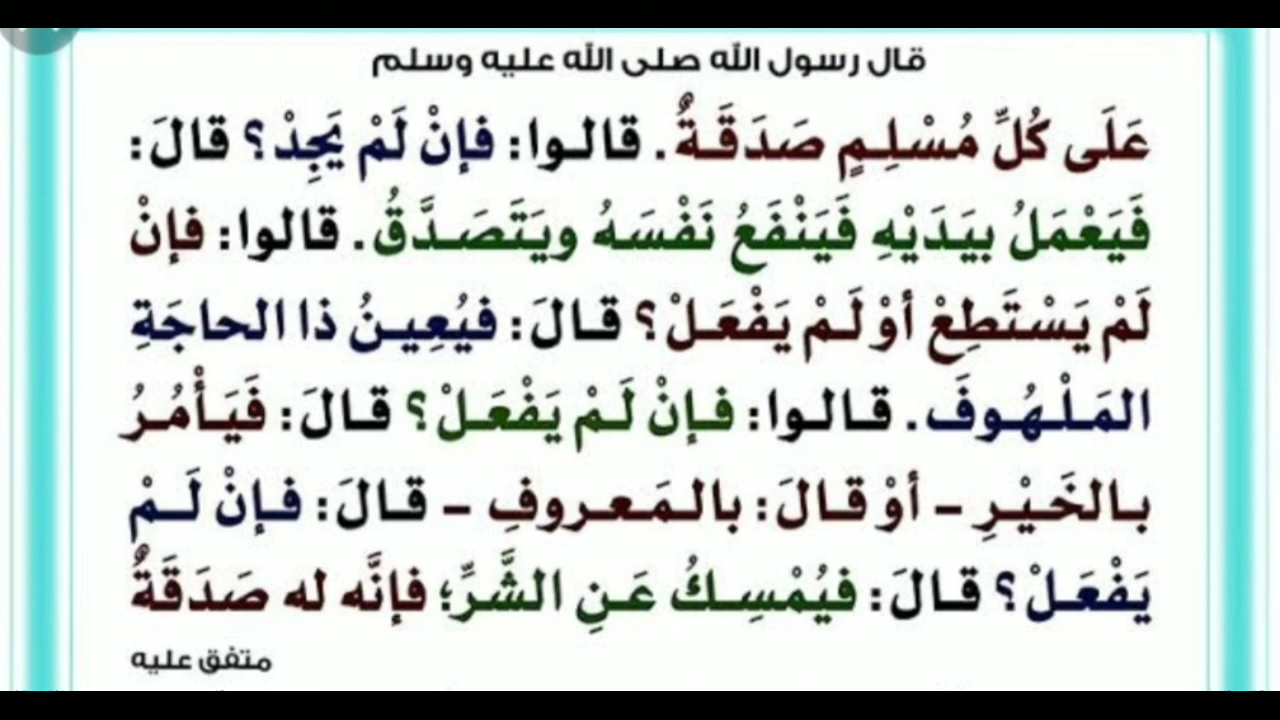 قال رسول الله صلى الله عليه وسلم
عَلَى كُلِّ مُسْلِمٍ صَدَقَةٌ. قالوا: فإنْ لَمْ يَجِدْ؟ قالَ:
فَيَعْمَلُ بيَدَيْهِ فَيَنْفَعُ نَفْسَهُ ويَتَصَدَّقُ. قالوا: فإنْ
لَمْ يَسْتَطِعْ أوْ لَمْ يَفْعَلْ؟ قالَ: فيُعِينُ ذا الحاجَةِ
المَلْهُوفَ. قالوا: فإنْ لَمْ يَفْعَلْ؟ قالَ: فَيَأْمُرُ
بالخَيْرِ - أوْ قالَ: بالمَعروفِ - قالَ: فإنْ لَمْ
يَفْعَلْ؟ قالَ: فيُمْسِكُ عَنِ الشَّرِّ؛ فإنَّه له صَدَقَةٌ
متفق عليه